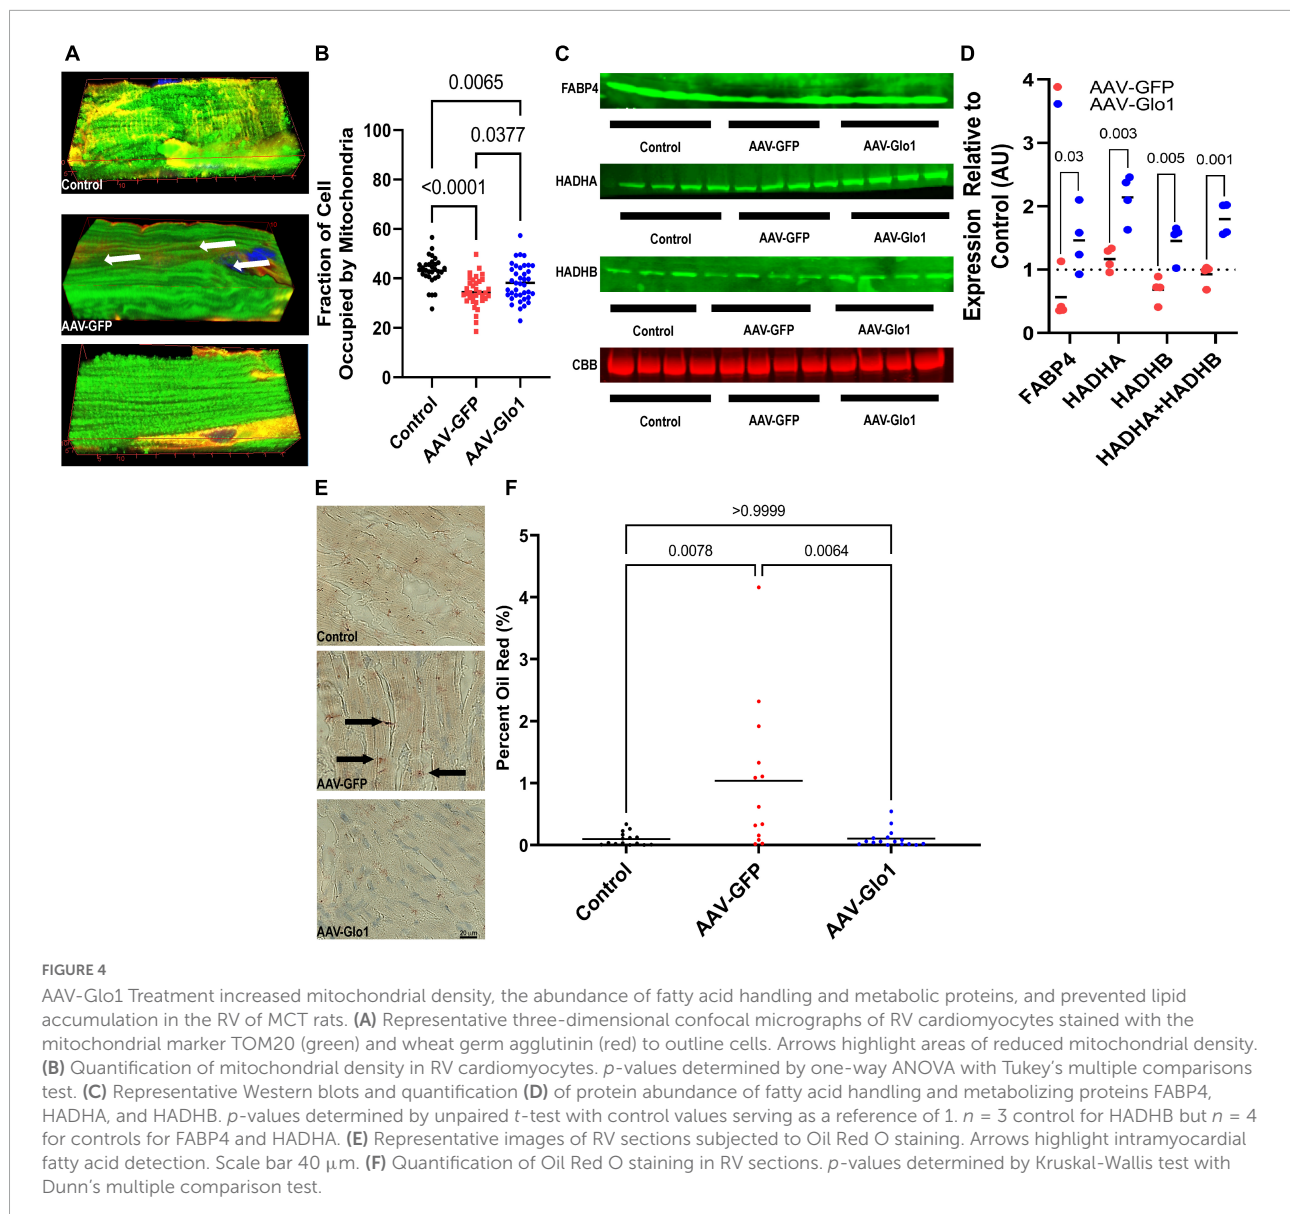 A
Control
AAV-GFP
B
0.0065
0.0377
<0.0001
Fraction of Cell
Occupied by Mitochondria
100
80
60
40
20
0
Control
AAV-GFP
AAV-Glo1
C
FABP4
Control AAV-GFP AAV-Glo1
HADHA
Control AAV-GFP AAV-Glo1
HADHB
Control AAV-GFP AAV-Glo1
CBB
Control AAV-GFP AAV-Glo1
D
AAV-GFP
AAV-Glo1
0.03
0.003
0.005
0.001
Expression Relative to
Control (AU)
4
3
2
1
0
FABP4
HADHA
HADHB
HADHA+HADHB
E
Control
AAV-GFP
AAV-Glo1
20 µm
F
>0.9999
0.0078
0.0064
Percent Oil Red (%)
5
4
3
2
1
0
Control
AAV-GFP
AAV-Glo1
FIGURE 4
AAV-Glo1 Treatment increased mitochondrial density, the abundance of fatty acid handling and metabolic proteins, and prevented lipid
accumulation in the RV of MCT rats. (A) Representative three-dimensional confocal micrographs of RV cardiomyocytes stained with the
mitochondrial marker TOM20 (green) and wheat germ agglutinin (red) to outline cells. Arrows highlight areas of reduced mitochondrial density.
(B) Quantification of mitochondrial density in RV cardiomyocytes. p-values determined by one-way ANOVA with Tukey's multiple comparisons
test. (C) Representative Western blots and quantification (D) of protein abundance of fatty acid handling and metabolizing proteins FABP4,
HADHA, and HADHB. p-values determined by unpaired t-test with control values serving as a reference of 1. n = 3 control for HADHB but n = 4
for controls for FABP4 and HADHA. (E) Representative images of RV sections subjected to Oil Red O staining. Arrows highlight intramyocardial
fatty acid detection. Scale bar 40 μm. (F) Quantification of Oil Red O staining in RV sections. p-values determined by Kruskal-Wallis test with
Dunn's multiple comparison test.